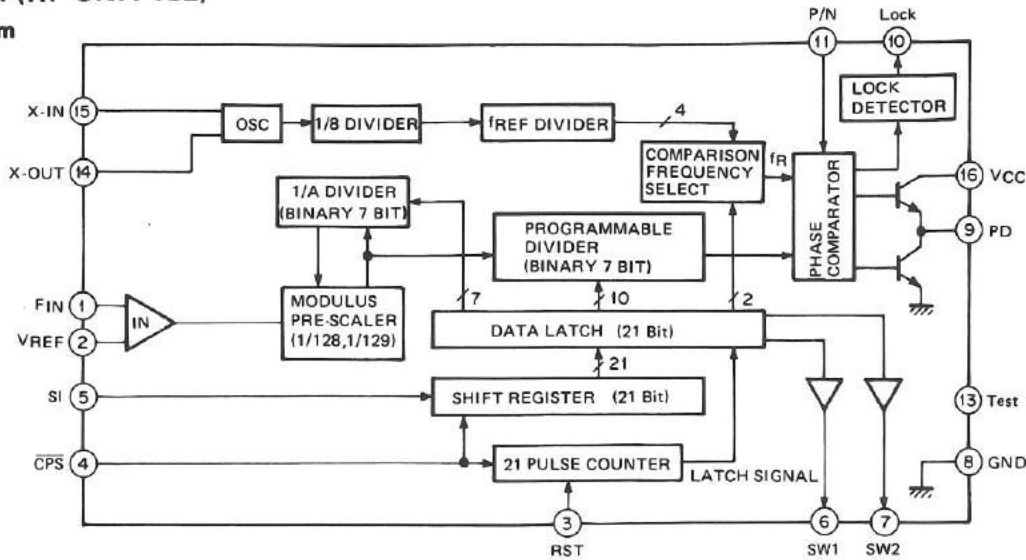 m
P/N
Lock
11
10
X-IN 15
OSC
1/8 DIVIDER
fREF DIVIDER
4
LOCK
DETECTOR
X-OUT 14
COMPARISON
FREQUENCY
SELECT
fR
PHASE COMPARATOR
16 VCC
9 PD
1/A DIVIDER
(BINARY 7 BIT)
PROGRAMMABLE
DIVIDER
(BINARY 7 BIT)
FIN 1
VREF 2
IN
MODULUS
PRE-SCALER
(1/128,1/129)
7
10
2
DATA LATCH (21 Bit)
21
SI 5
SHIFT REGISTER (21 Bit)
13 Test
CPS 4
21 PULSE COUNTER
LATCH SIGNAL
8 GND
3
6
7
RST
SW1
SW2